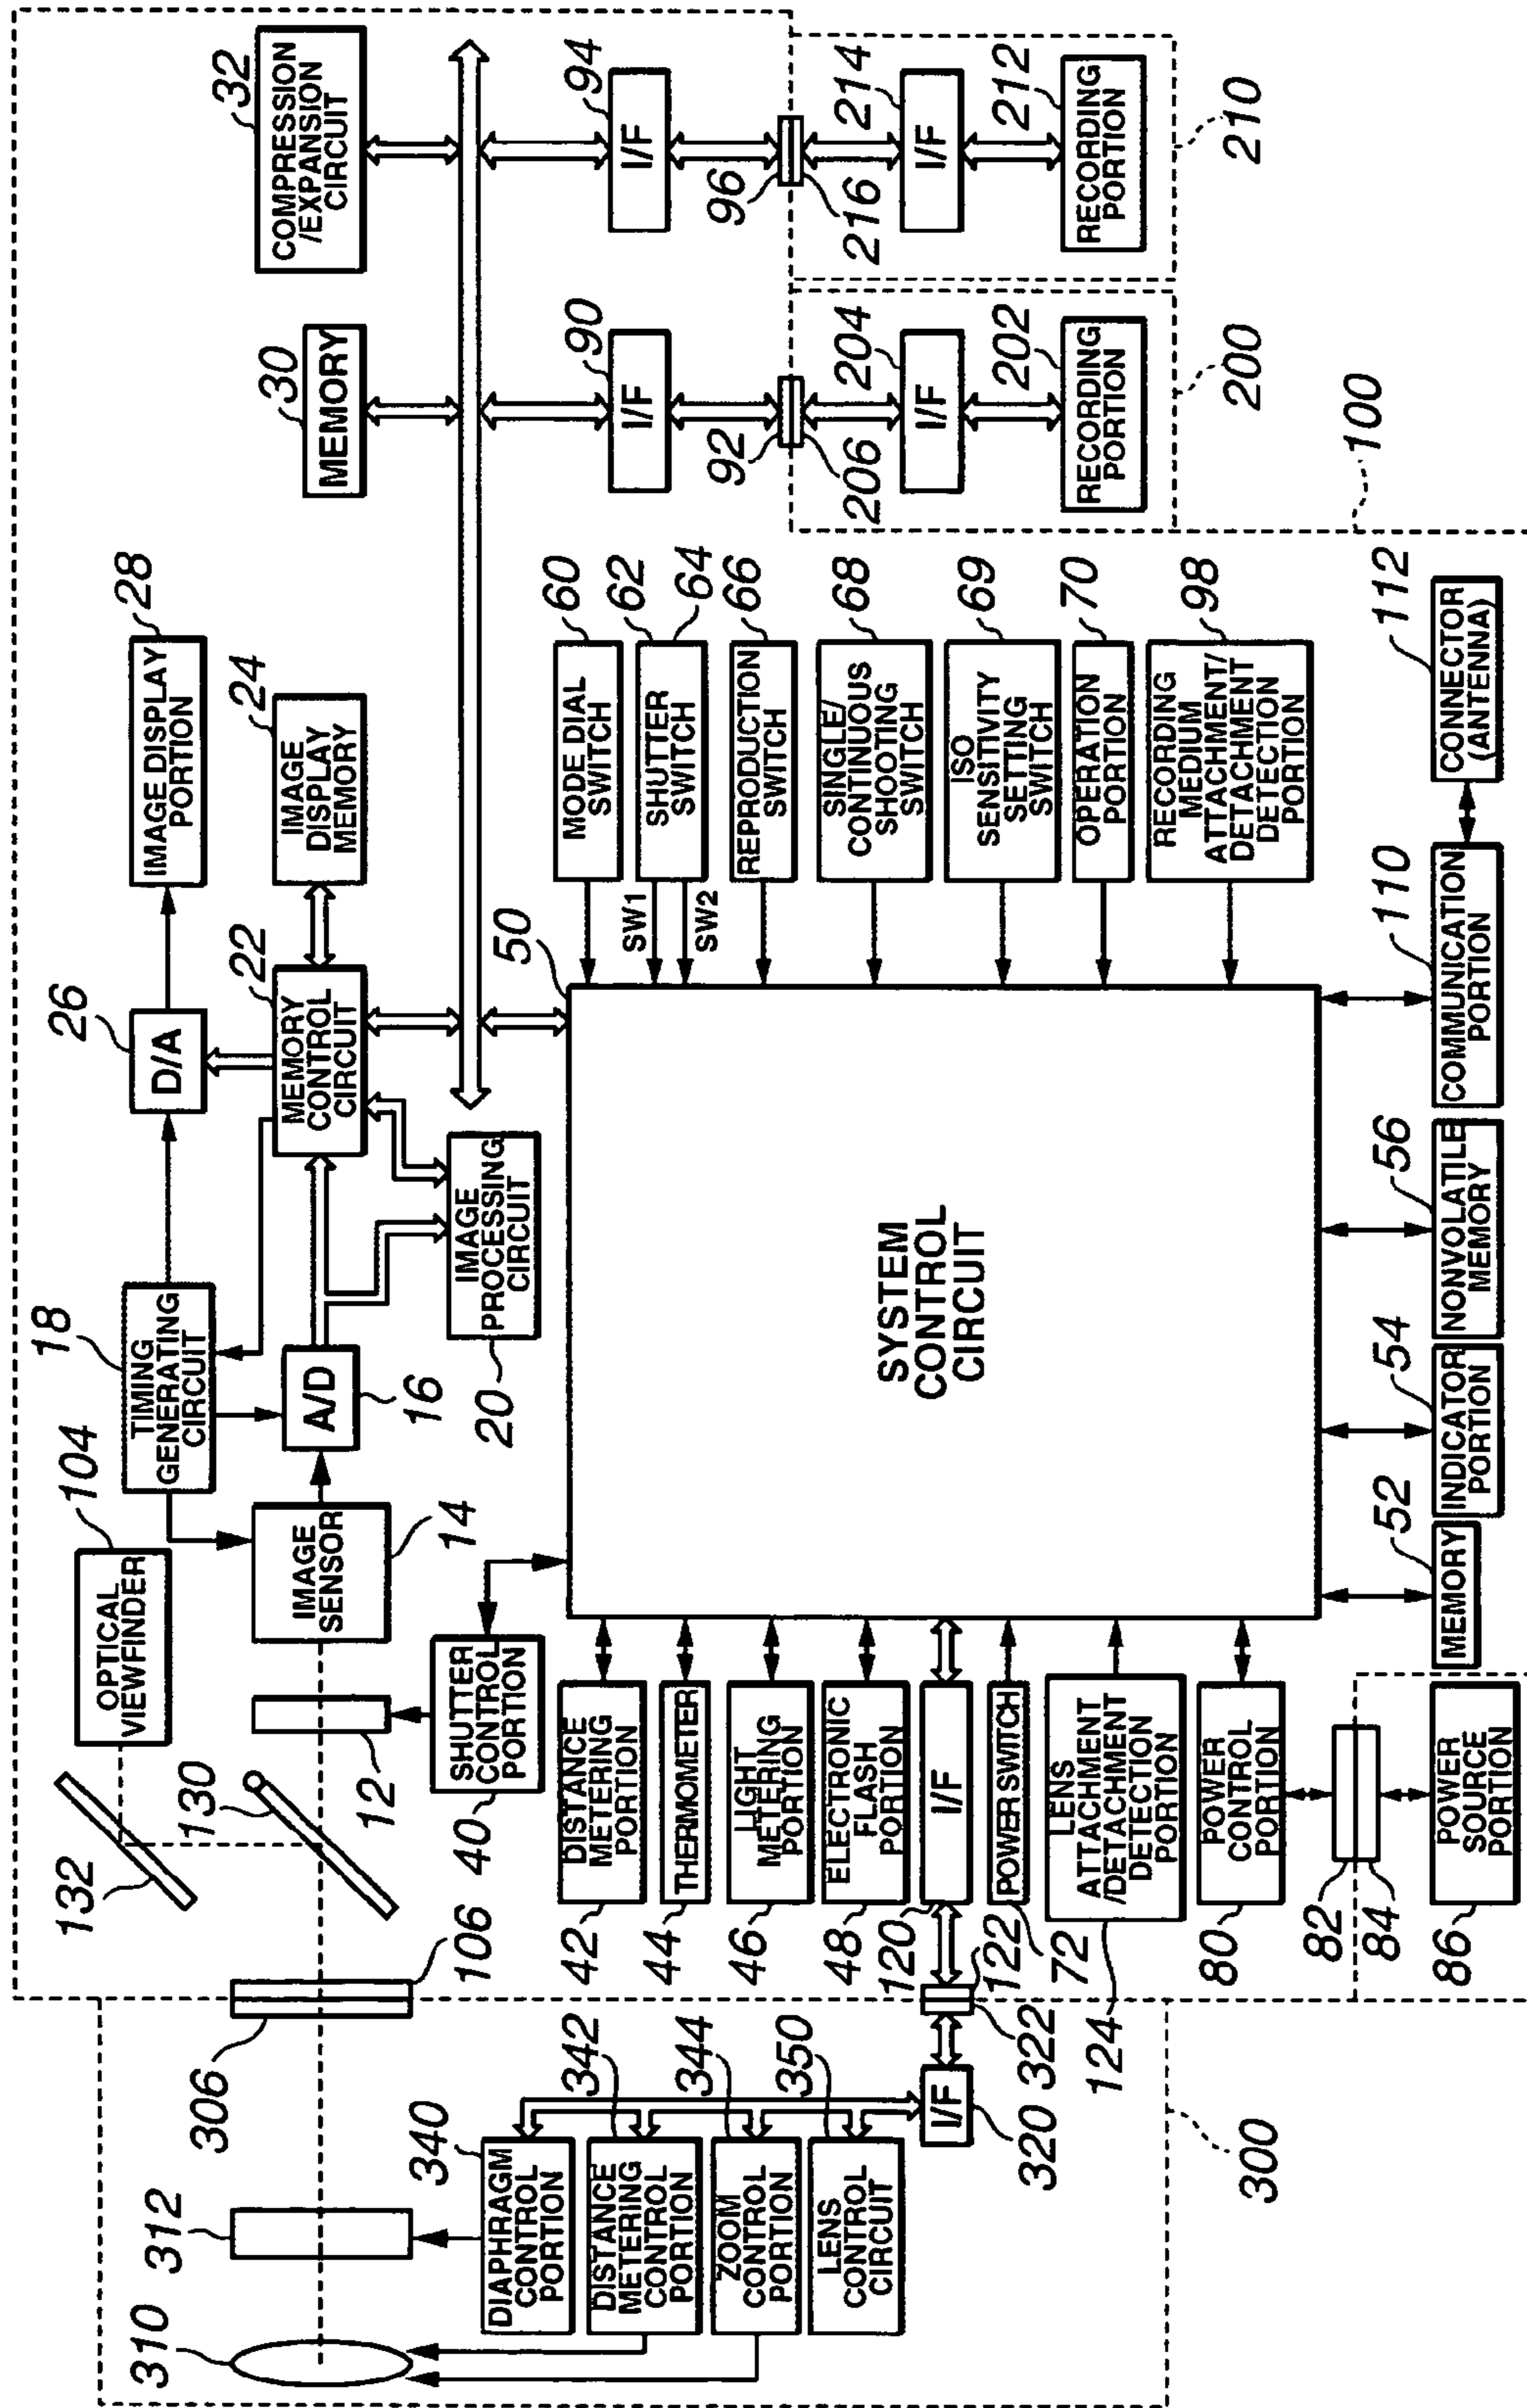 32
COMPRESSION
/EXPANSION
CIRCUIT
30
MEMORY
94
I/F
90
I/F
96
216
214
I/F
212
RECORDING
PORTION
210
92
206
204
I/F
202
RECORDING
PORTION
200
100
28
IMAGE DISPLAY
PORTION
24
IMAGE
DISPLAY
MEMORY
26
D/A
22
MEMORY
CONTROL
CIRCUIT
18
TIMING
GENERATING
CIRCUIT
A/D
16
IMAGE
PROCESSING
CIRCUIT
20
104
OPTICAL
VIEWFINDER
IMAGE
SENSOR
14
12
130
132
SHUTTER
CONTROL
PORTION
40
106
306
312
310
50
SYSTEM
CONTROL
CIRCUIT
MODE DIAL
SWITCH
60
SHUTTER
SWITCH
62
64
SW1
SW2
REPRODUCTION
SWITCH
66
SINGLE/
CONTINUOUS
SHOOTING
SWITCH
68
ISO
SENSITIVITY
SETTING
SWITCH
69
OPERATION
PORTION
70
RECORDING
MEDIUM
ATTACHMENT/
DETACHMENT
DETECTION
PORTION
98
DISTANCE
METERING
PORTION
42
THERMOMETER
44
LIGHT
METERING
PORTION
46
ELECTRONIC
FLASH
PORTION
48
I/F
120
122
POWER SWITCH
72
LENS
ATTACHMENT
/DETACHMENT
DETECTION
PORTION
124
POWER
CONTROL
PORTION
80
82
84
POWER
SOURCE
PORTION
86
340
DIAPHRAGM
CONTROL
PORTION
342
DISTANCE
METERING
CONTROL
PORTION
344
ZOOM
CONTROL
PORTION
350
LENS
CONTROL
CIRCUIT
I/F
320
322
300
52
MEMORY
54
INDICATOR
PORTION
56
NONVOLATILE
MEMORY
110
COMMUNICATION
PORTION
112
CONNECTOR
(ANTENNA)